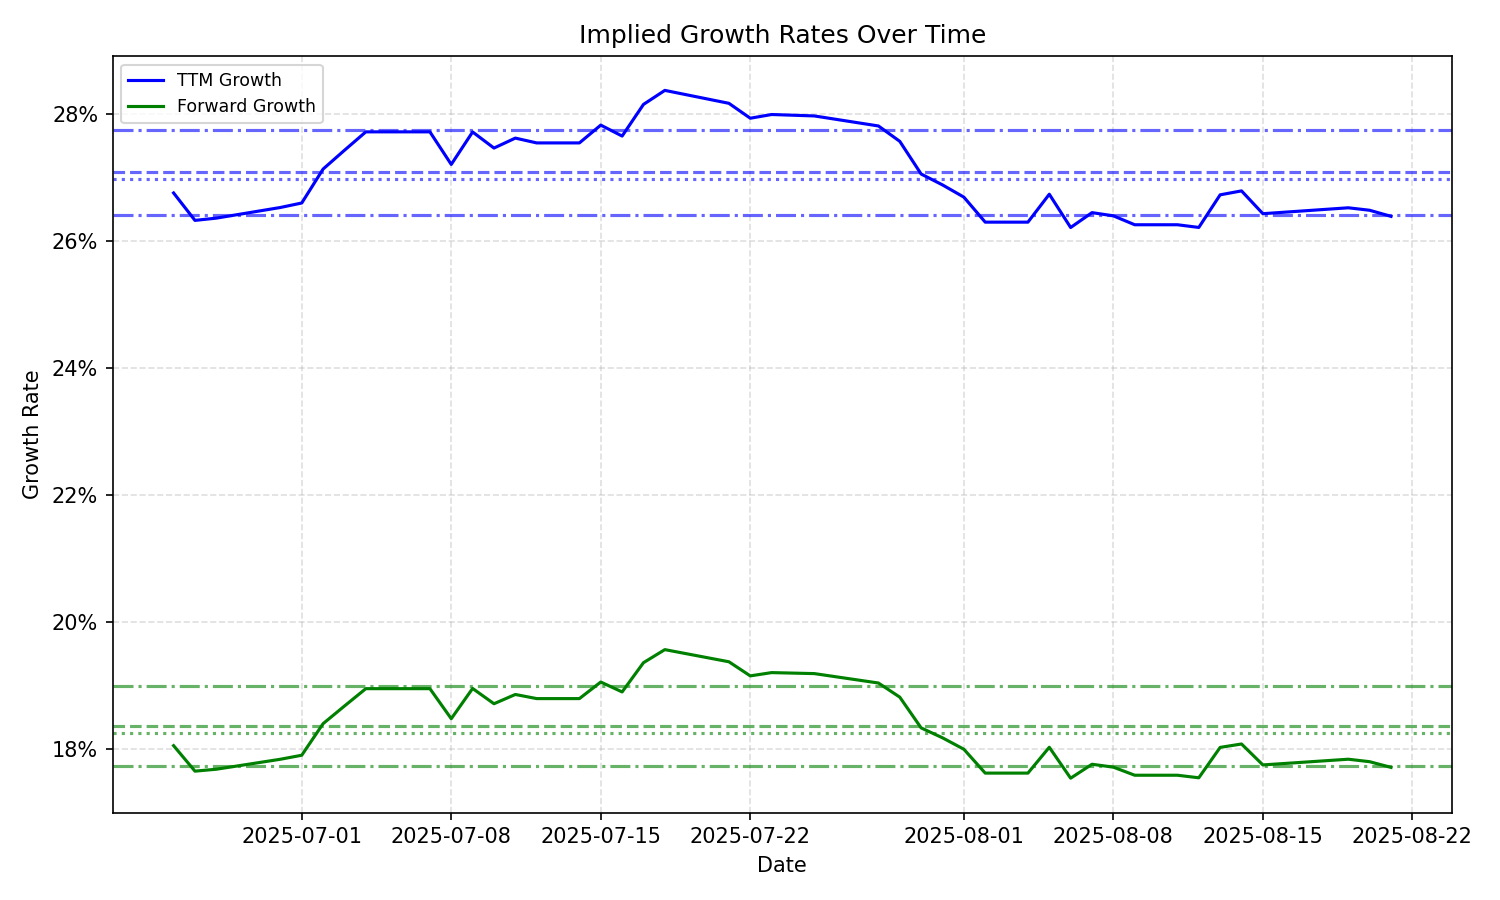 Implied Growth Rates Over Time
TTM Growth
Forward Growth
28%
26%
24%
22%
20%
18%
Growth Rate
2025-07-01
2025-07-08
2025-07-15
2025-07-22
2025-08-01
2025-08-08
2025-08-15
2025-08-22
Date